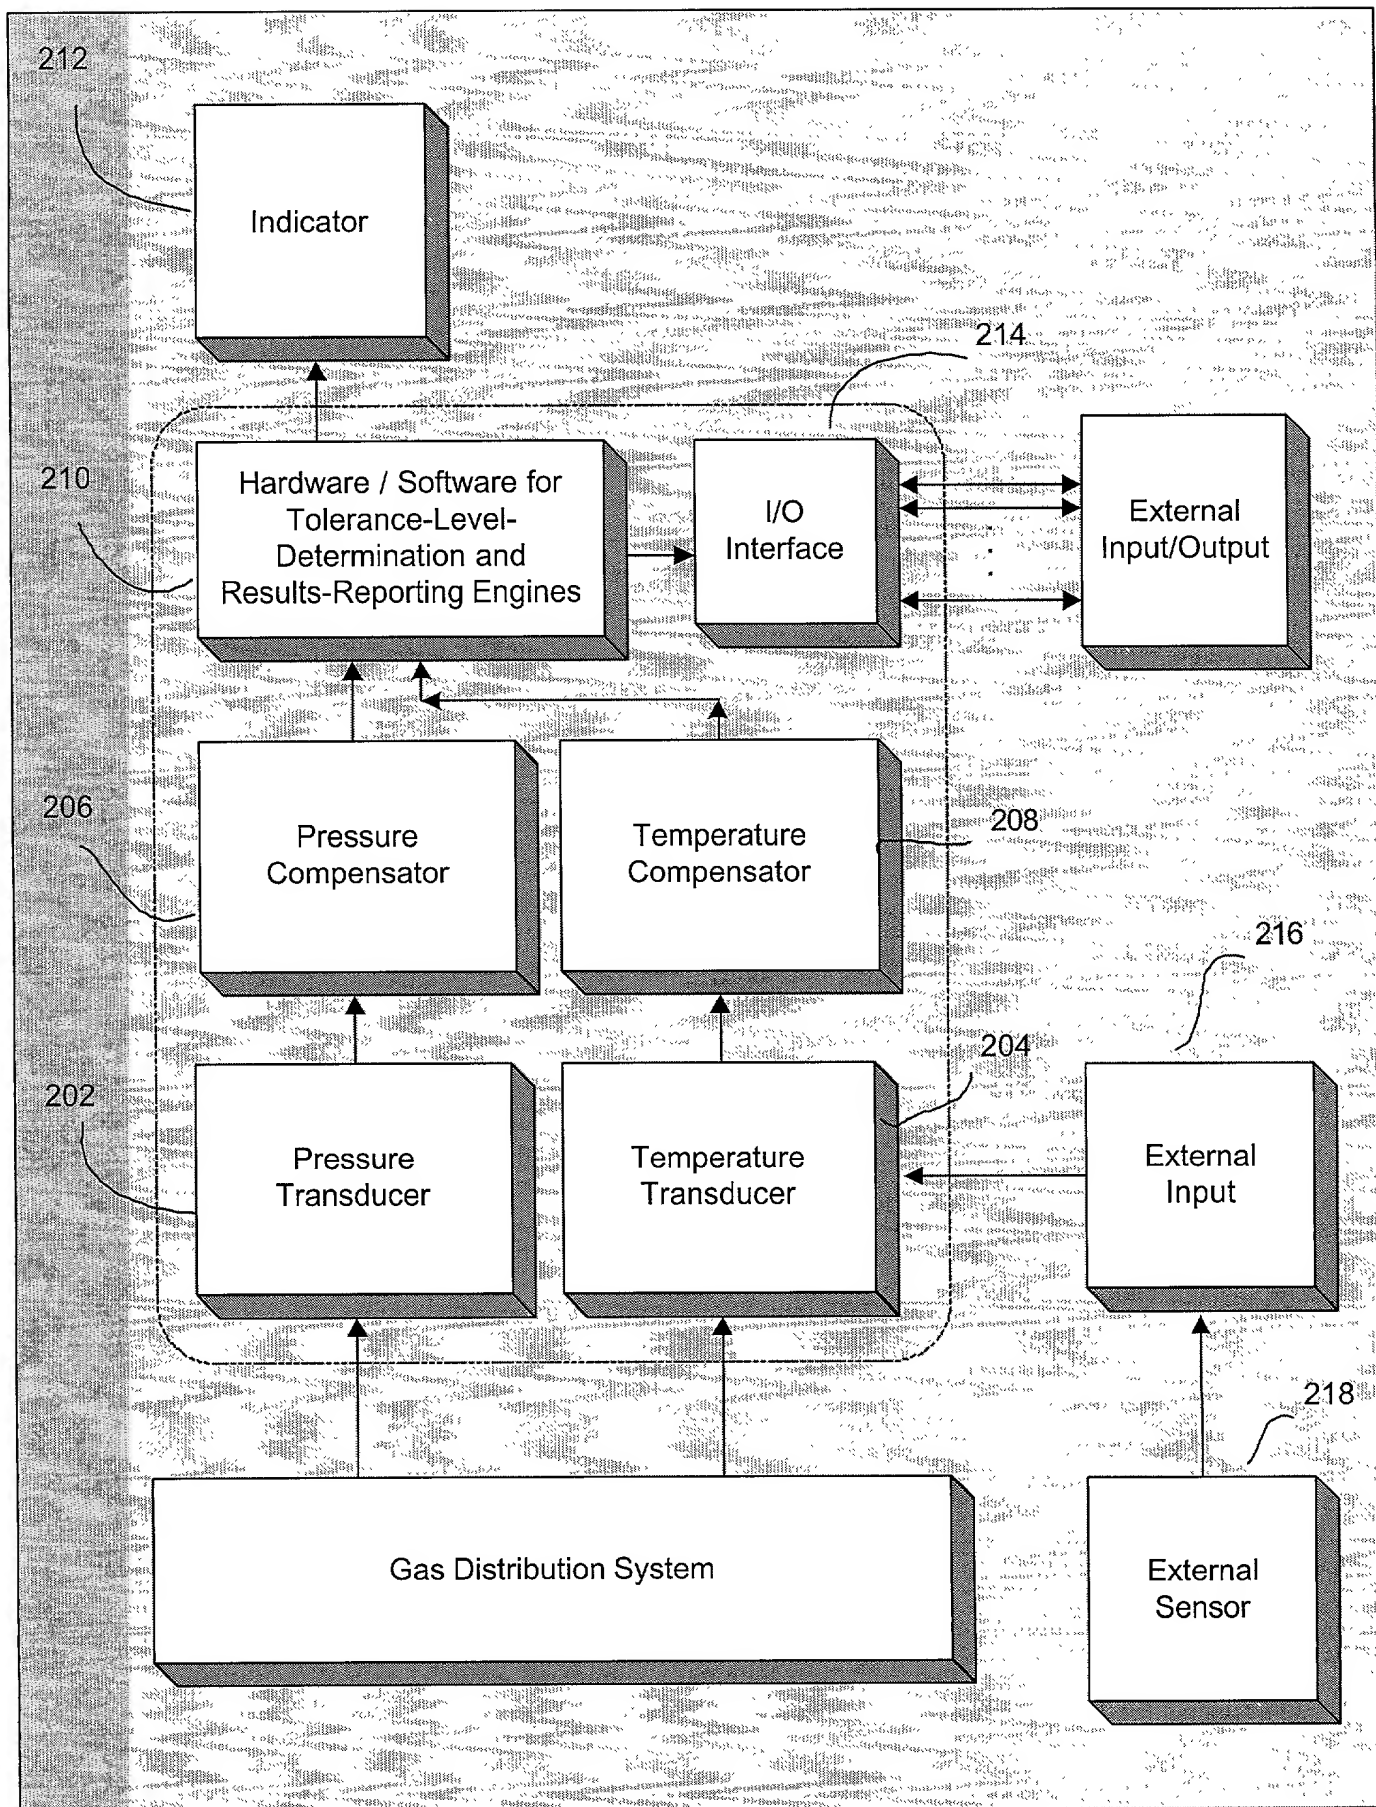 212
Indicator
214
210
Hardware / Software for
Tolerance-Level-
Determination and
Results-Reporting Engines
I/O
Interface
External
Input/Output
206
Pressure
Compensator
Temperature
Compensator
208
216
204
202
Pressure
Transducer
Temperature
Transducer
External
Input
218
Gas Distribution System
External
Sensor